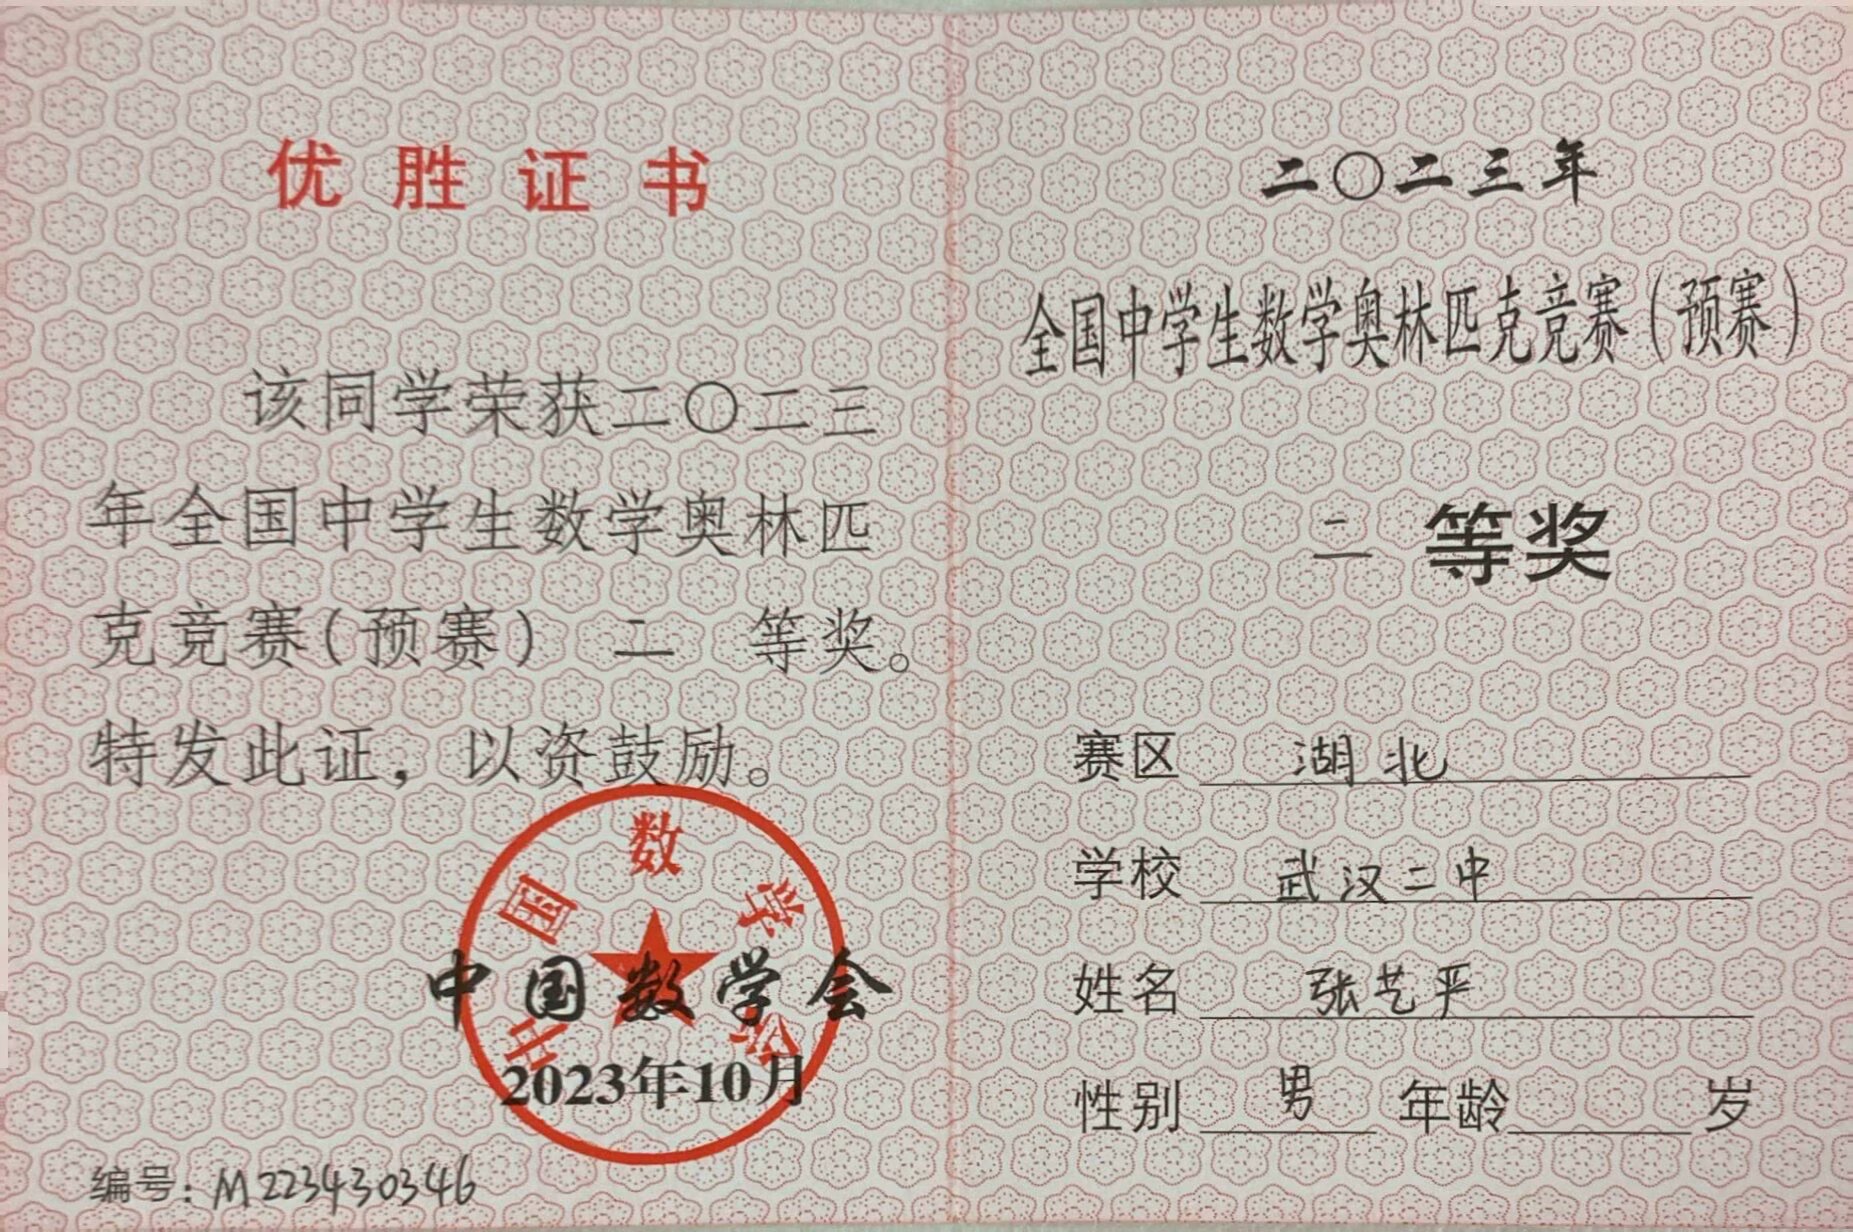 优胜证书
该同学荣获二〇二三
年全国中学生数学奥林匹
克竞赛(预赛) 二 等奖。
特发此证，以资鼓励。
中国数学会
中国数学会
2023年10月
编号: M223430346
二〇二三年
全国中学生数学奥林匹克竞赛(预赛)
二 等奖
赛区 湖北
学校 武汉二中
姓名 张艺严
性别 男 年龄 岁